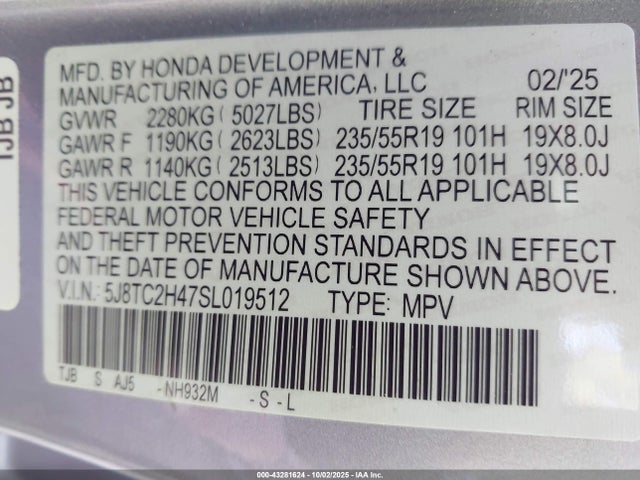 TJB JB
MFD. BY HONDA DEVELOPMENT &
MANUFACTURING OF AMERICA, LLC 02/'25
GVWR 2280KG ( 5027LBS) TIRE SIZE RIM SIZE
GAWR F 1190KG ( 2623LBS) 235/55R19 101H 19X8.0J
GAWR R 1140KG ( 2513LBS) 235/55R19 101H 19X8.0J
THIS VEHICLE CONFORMS TO ALL APPLICABLE
FEDERAL MOTOR VEHICLE SAFETY
AND THEFT PREVENTION STANDARDS IN EFFECT
ON THE DATE OF MANUFACTURE SHOWN ABOVE.
V.I.N.: 5J8TC2H47SL019512 TYPE: MPV
TJB S AJ5 -NH932M - S - L
000-43281624 | 10/02/2025 | IAA Inc.